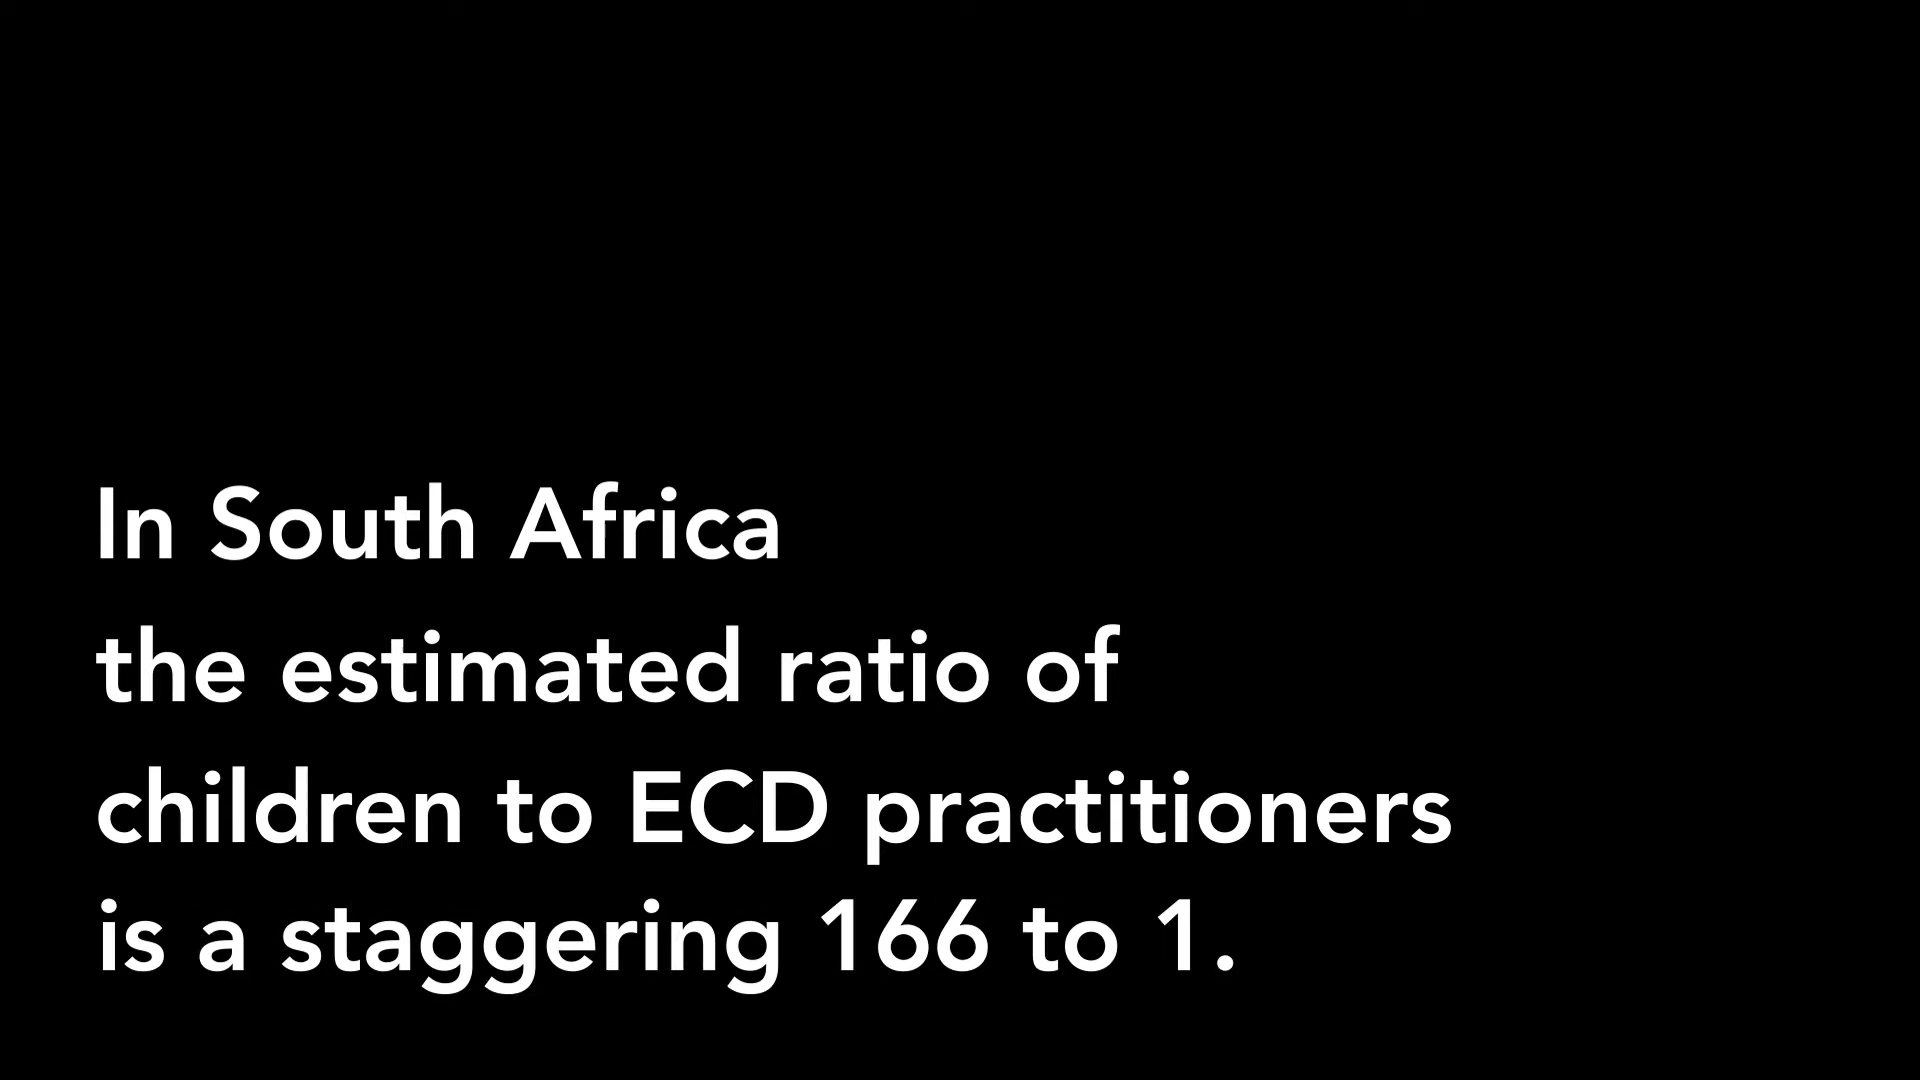 In South Africa
the estimated ratio of
children to ECD practitioners
is a staggering 166 to 1.